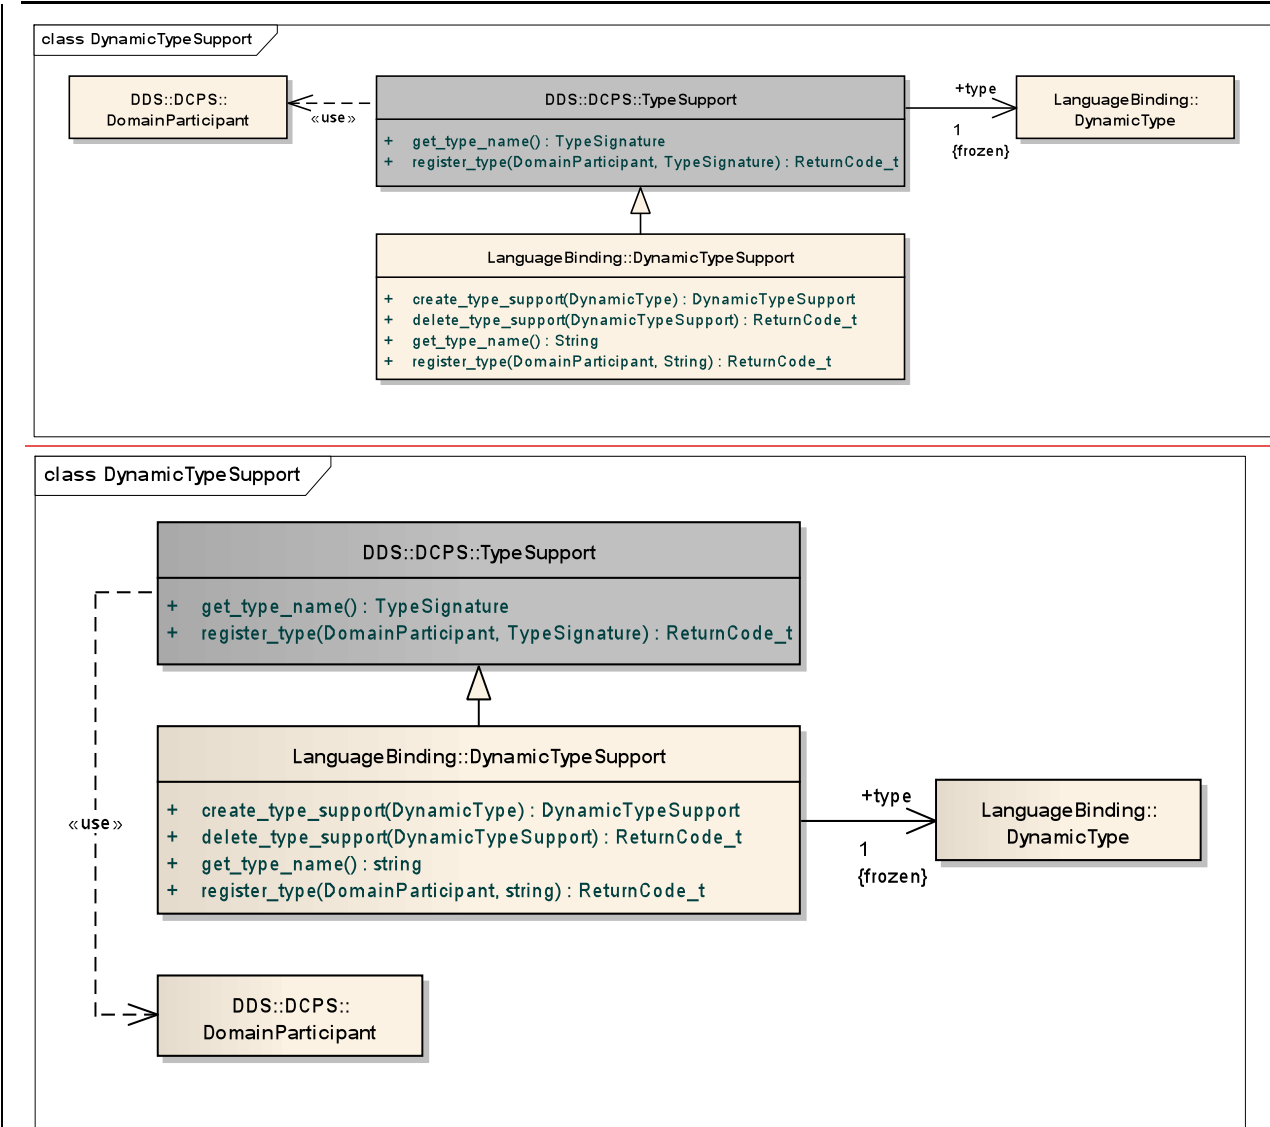 class DynamicTypeSupport
DDS::DCPS::
DomainParticipant
«use»
DDS::DCPS::TypeSupport
+ get_type_name() : TypeSignature
+ register_type(DomainParticipant, TypeSignature) : ReturnCode_t
+type
1
{frozen}
LanguageBinding::
DynamicType
LanguageBinding::DynamicTypeSupport
+ create_type_support(DynamicType) : DynamicTypeSupport
+ delete_type_support(DynamicTypeSupport) : ReturnCode_t
+ get_type_name() : String
+ register_type(DomainParticipant, String) : ReturnCode_t
class DynamicTypeSupport
DDS::DCPS::TypeSupport
+ get_type_name() : TypeSignature
+ register_type(DomainParticipant, TypeSignature) : ReturnCode_t
«use»
LanguageBinding::DynamicTypeSupport
+ create_type_support(DynamicType) : DynamicTypeSupport
+ delete_type_support(DynamicTypeSupport) : ReturnCode_t
+ get_type_name() : string
+ register_type(DomainParticipant, string) : ReturnCode_t
+type
1
{frozen}
LanguageBinding::
DynamicType
DDS::DCPS::
DomainParticipant